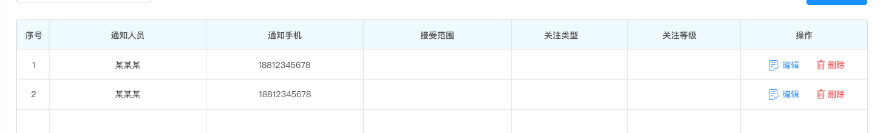 序号 通知人员 通知手机 接受范围 关注类型 关注等级 操作
1 某某某 18812345678 编辑 删除
2 某某某 18812345678 编辑 删除